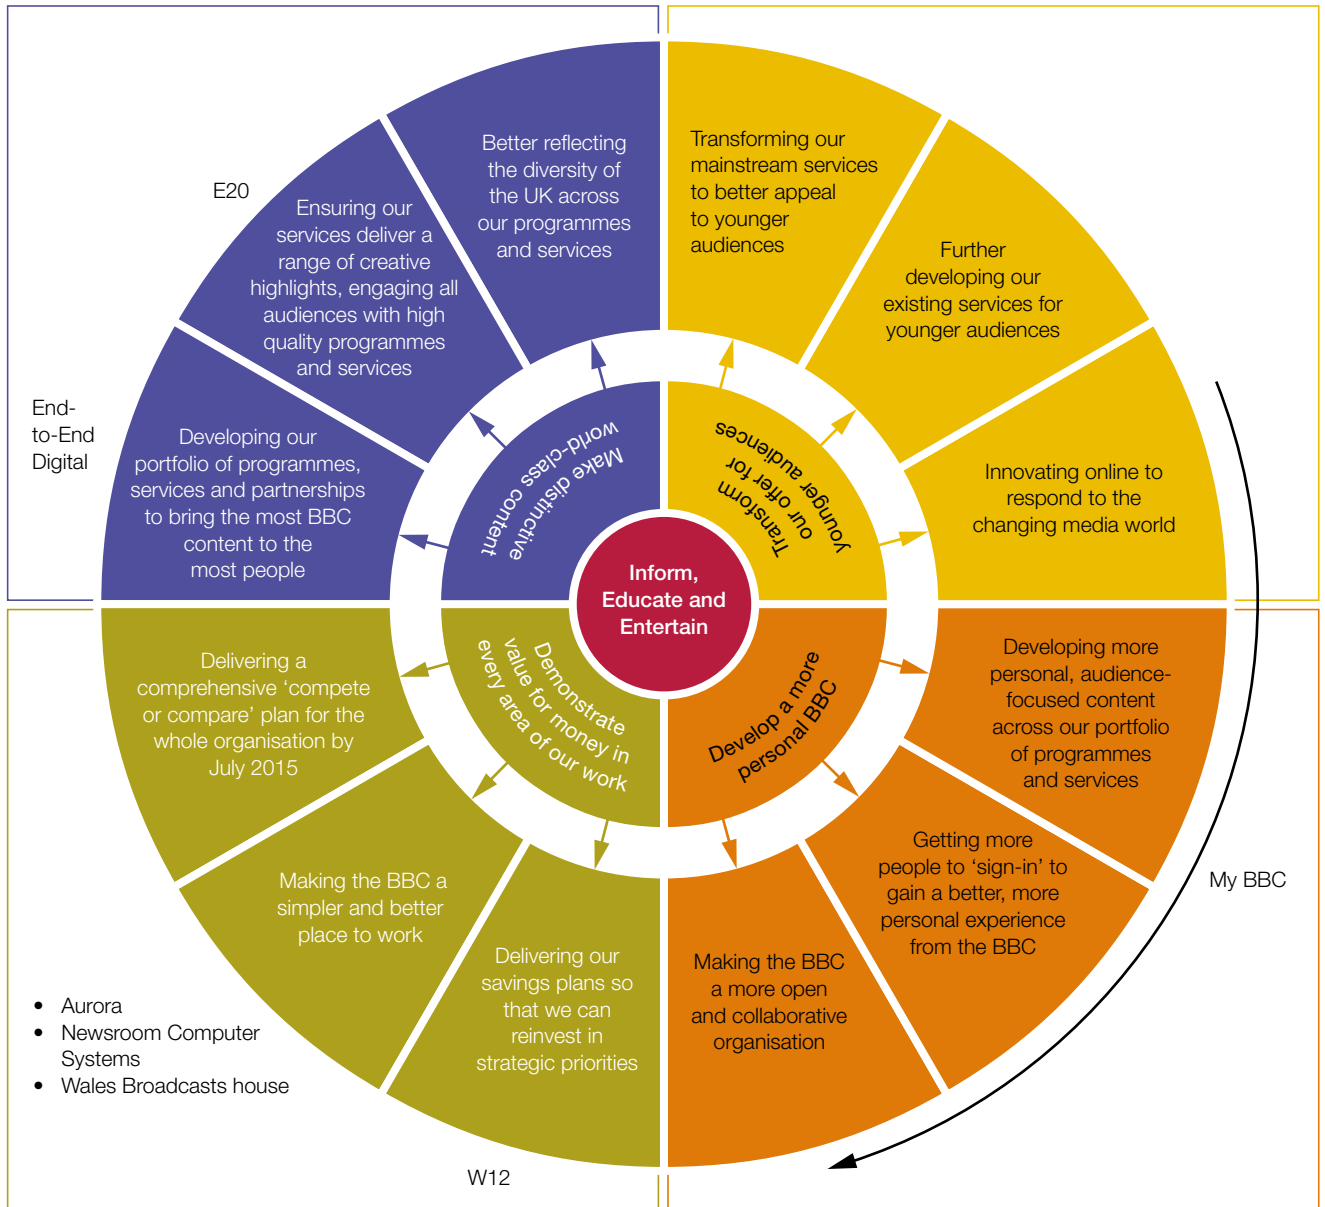 E20
Better reflecting
the diversity of
the UK across
our programmes
and services
Ensuring our
services deliver a
range of creative
highlights, engaging all
audiences with high
quality programmes
and services
End-
to-End
Digital
Developing our
portfolio of programmes,
services and partnerships
to bring the most BBC
content to the
most people
Make distinctive
world-class content
Transforming our
mainstream services
to better appeal
to younger
audiences
Further
developing our
existing services for
younger audiences
Innovating online to
respond to the
changing media world
Transform
our offer for
younger audiences
Inform,
Educate and
Entertain
Demonstrate
value for money in
every area of our work
Delivering a
comprehensive ‘compete
or compare’ plan for the
whole organisation by
July 2015
Making the BBC a
simpler and better
place to work
Delivering our
savings plans so
that we can
reinvest in
strategic priorities
• Aurora
• Newsroom Computer
Systems
• Wales Broadcasts house
W12
Develop a more
personal BBC
Developing more
personal, audience-
focused content
across our portfolio
of programmes
and services
Getting more
people to ‘sign-in’ to
gain a better, more
personal experience
from the BBC
Making the BBC
a more open
and collaborative
organisation
My BBC